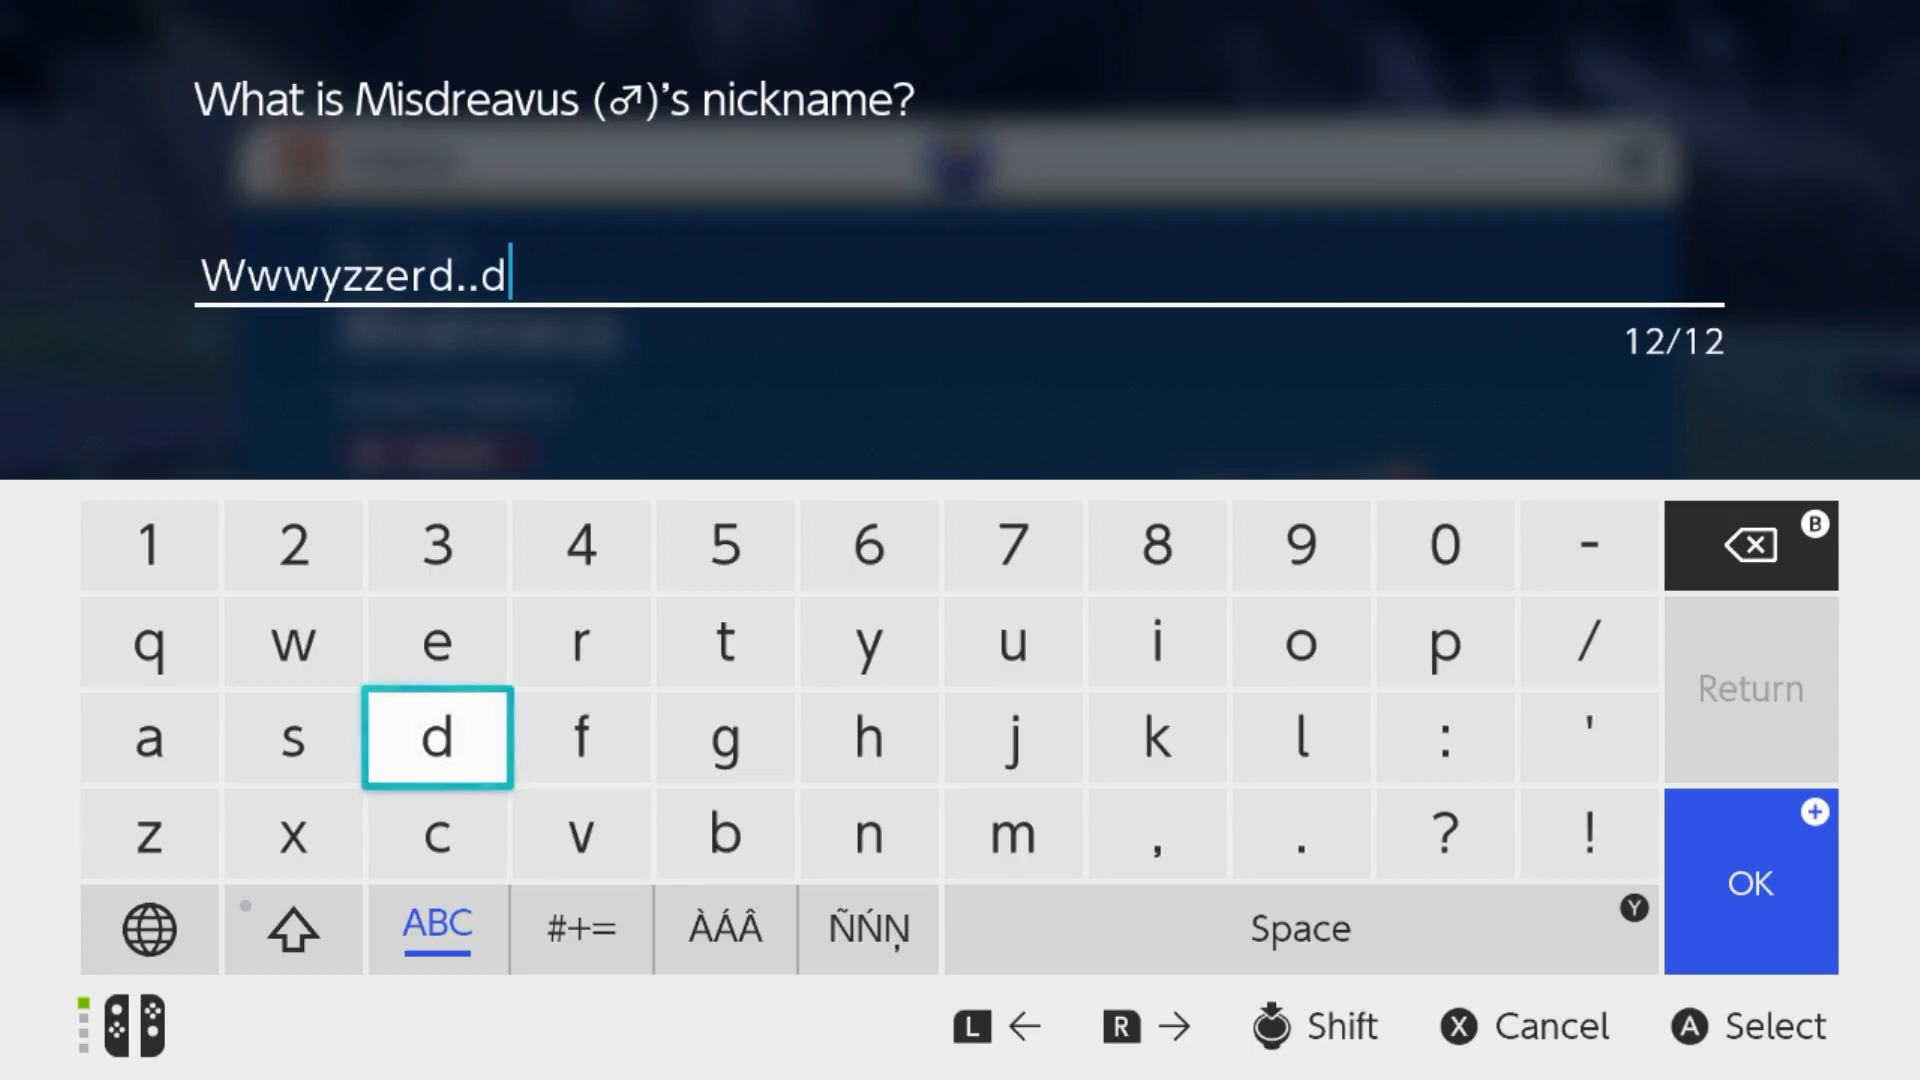 What is Misdreavus (♂)'s nickname?
Wwwyzzerd..d
12/12
1 2 3 4 5 6 7 8 9 0 - B
q w e r t y u i o p /
Return
a s d f g h j k l : '
z x c v b n m , . ? ! +
OK
ABC #+= ÀÁÂ ÑŃŅ Space Y
L ← R → Shift X Cancel A Select